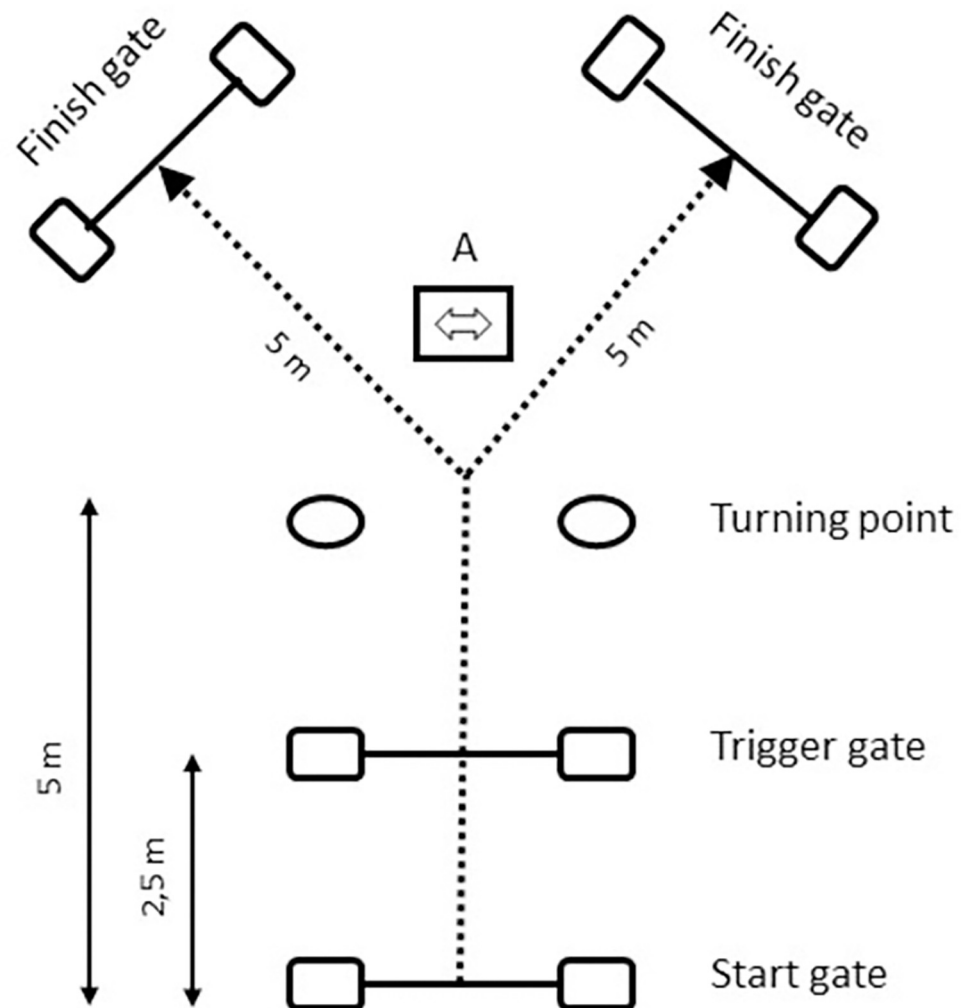 Finish gate
Finish gate
A
5 m
5 m
Turning point
5 m
Trigger gate
2,5 m
Start gate